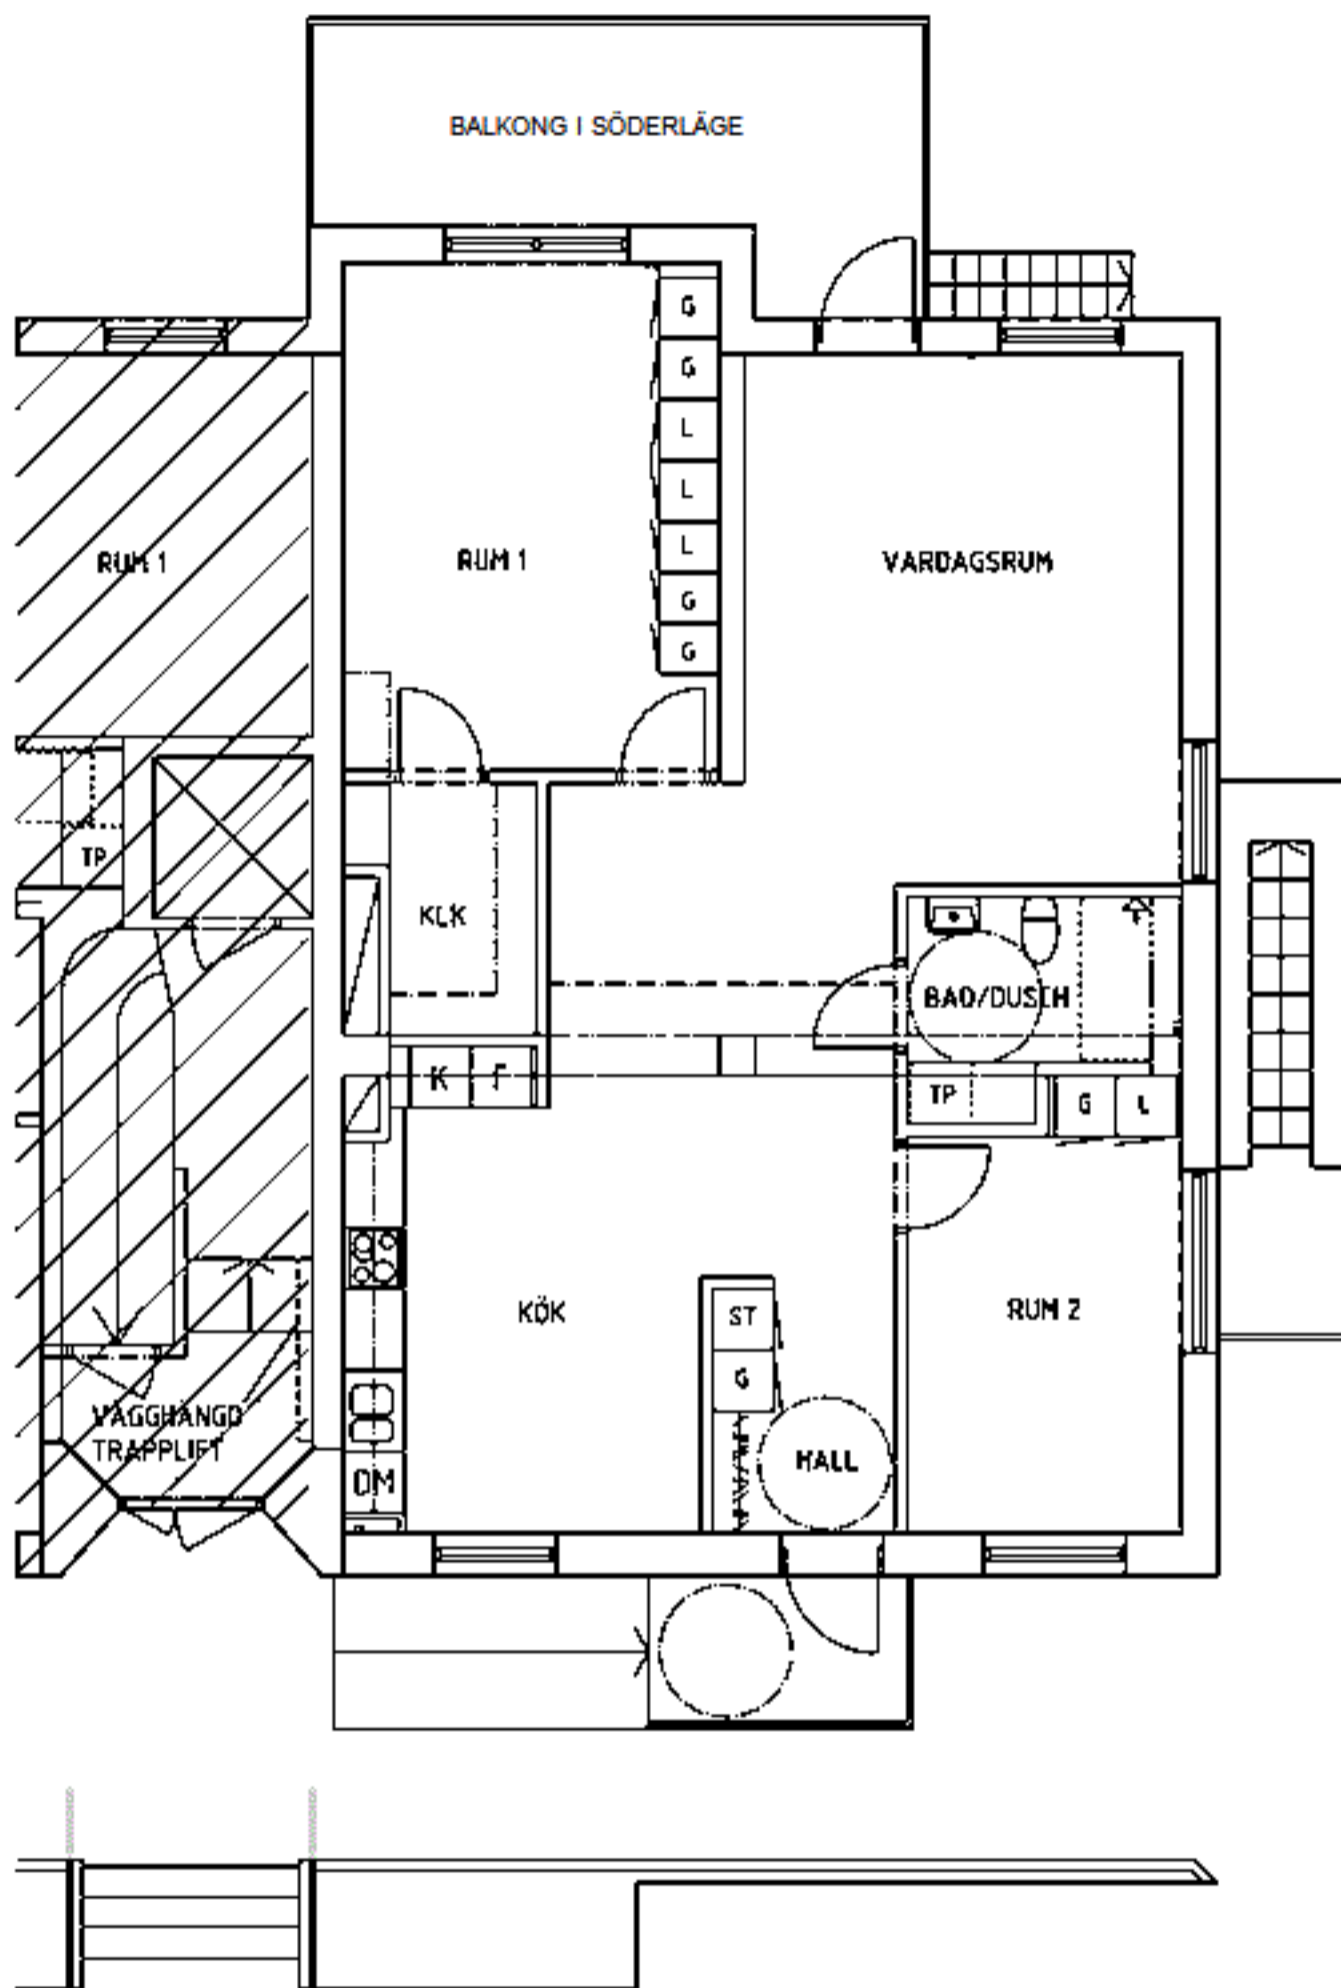 BALKONG I SÖDERLÄGE
G
G
L
L
L
G
G
RUM 1
RUM 1
VARDAGSRUM
TP
KLK
BAD/DUSCH
K F
TP
G L
KÖK
ST
G
RUM 2
VÄGGHÄNGD
TRAPPLIFT
HALL
DM